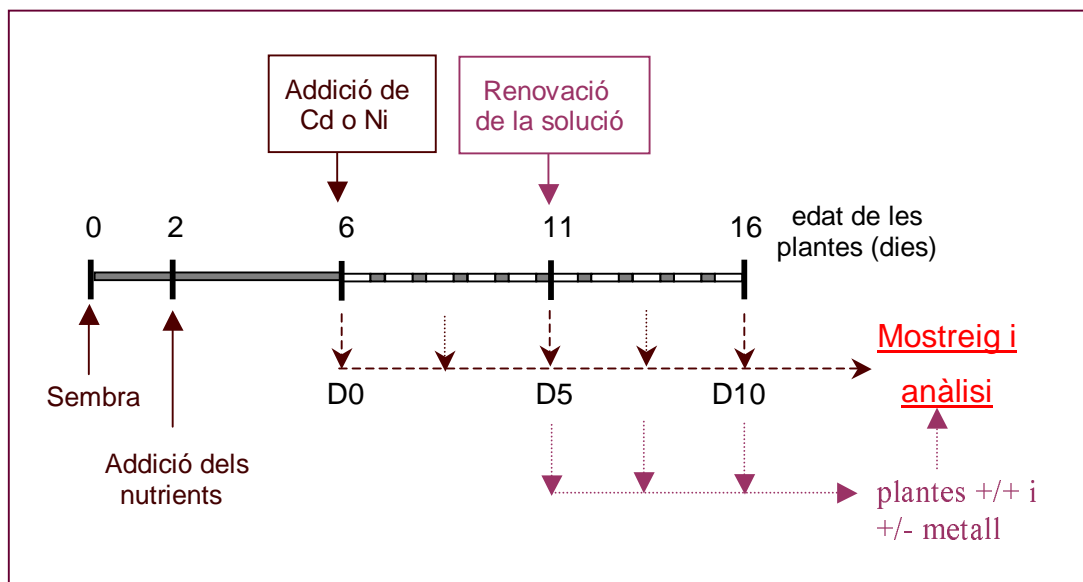 Addició de
Cd o Ni
Renovació
de la solució
0 2 6 11 16
edat de les
plantes (dies)
Sembra
Addició dels
nutrients
D0 D5 D10
Mostreig i
anàlisi
plantes +/+ i
+/- metall